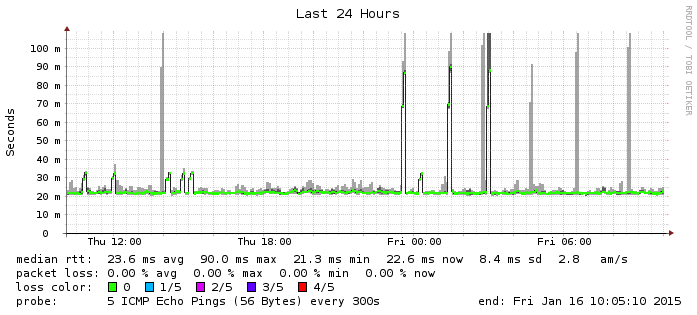 Last 24 Hours
RRDTOOL / TOBI OETIKER
Seconds
100 m
90 m
80 m
70 m
60 m
50 m
40 m
30 m
20 m
10 m
0
Thu 12:00 Thu 18:00 Fri 00:00 Fri 06:00
median rtt: 23.6 ms avg 90.0 ms max 21.3 ms min 22.6 ms now 8.4 ms sd 2.8 am/s
packet loss: 0.00 % avg 0.00 % max 0.00 % min 0.00 % now
loss color: 0 1/5 2/5 3/5 4/5
probe: 5 ICMP Echo Pings (56 Bytes) every 300s end: Fri Jan 16 10:05:10 2015